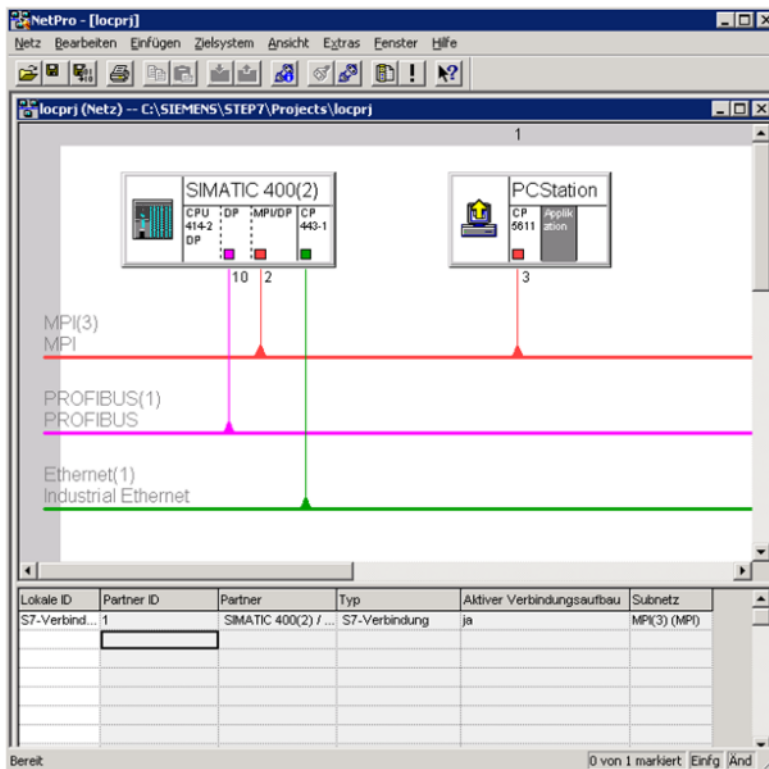 NetPro - [locprj]
Netz Bearbeiten Einfügen Zielsystem Ansicht Extras Fenster Hilfe
locprj (Netz) -- C:\SIEMENS\STEP7\Projects\locprj
1
SIMATIC 400(2)
CPU 414-2 DP
DP
MPI/DP
CP 443-1
PCStation
CP 5611
Applik ation
10 2
3
MPI(3)
MPI
PROFIBUS(1)
PROFIBUS
Ethernet(1)
Industrial Ethernet
Lokale ID Partner ID Partner Typ Aktiver Verbindungsaufbau Subnetz
S7-Verbind... 1 SIMATIC 400(2) / ... S7-Verbindung ja MPI(3) (MPI)
Bereit 0 von 1 markiert Einfg Änd